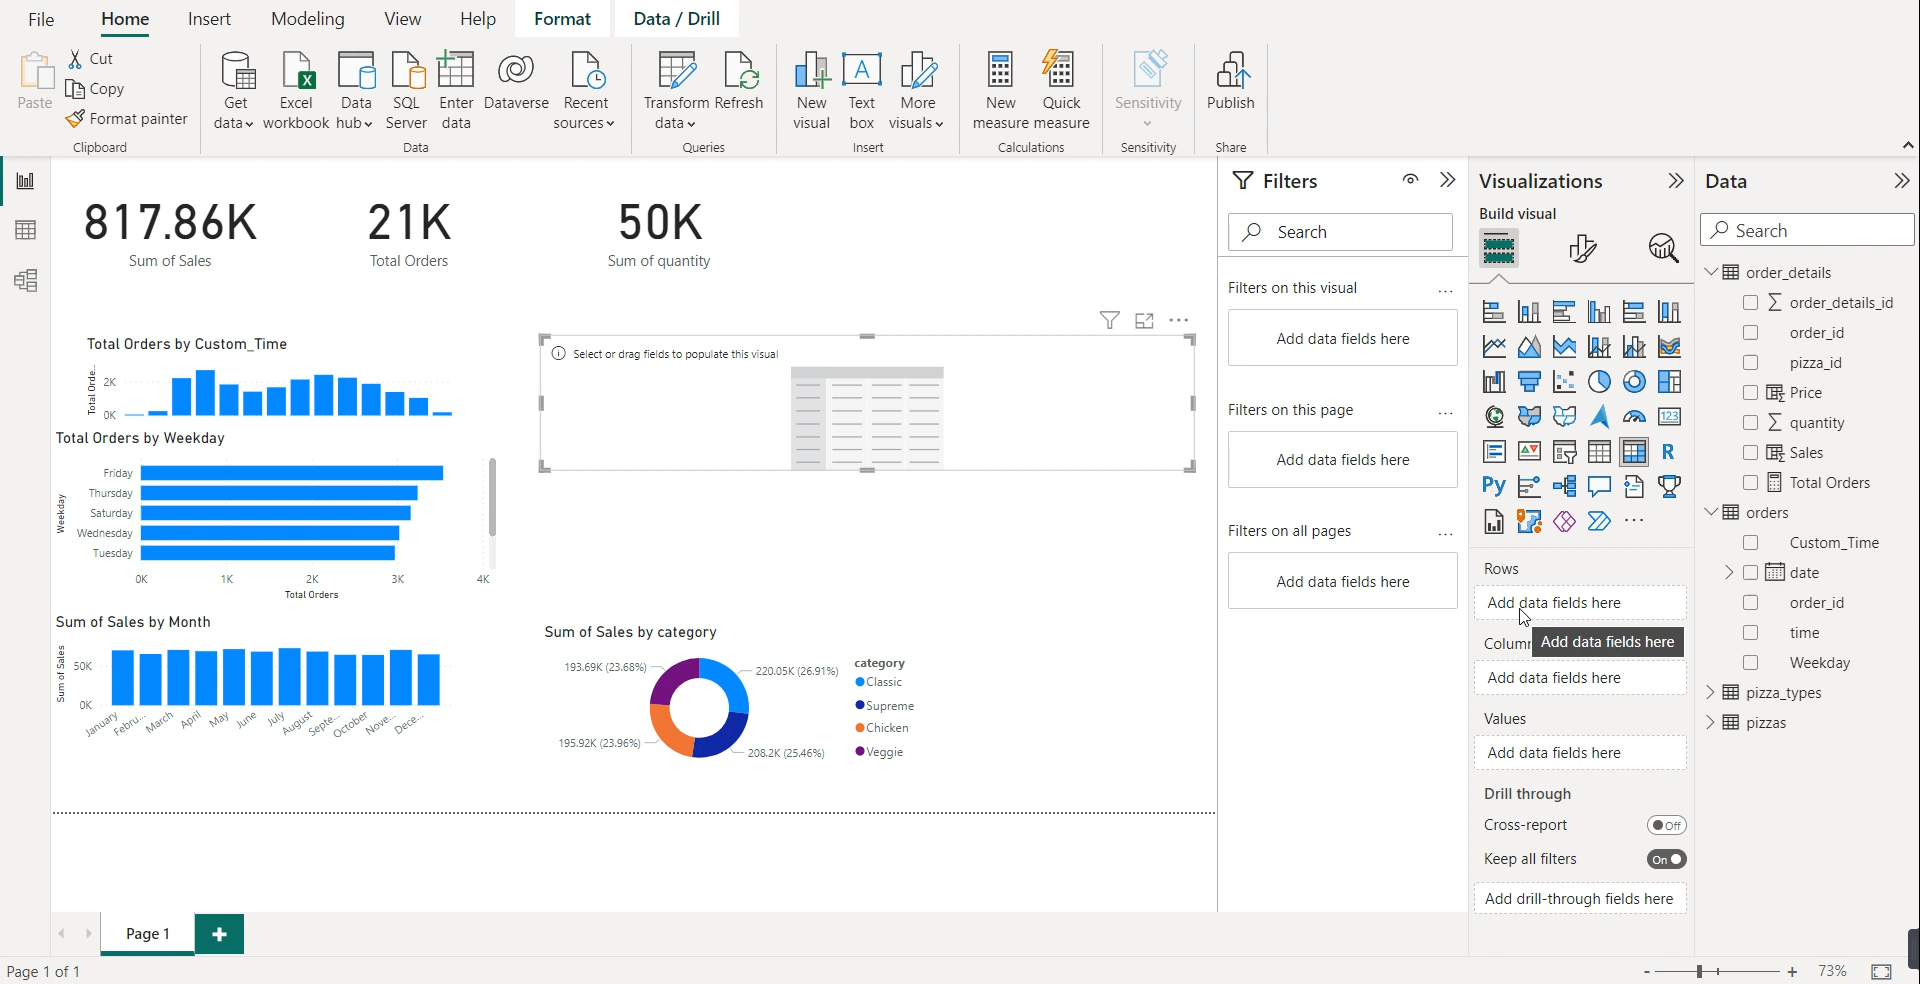 File Home Insert Modeling View Help Format Data / Drill
Paste
Cut
Copy
Format painter
Clipboard
Get data
Excel workbook
Data hub
SQL Server
Enter data
Dataverse
Recent sources
Data
Transform data
Refresh
Queries
New visual
A
Text box
More visuals
Insert
New measure
Quick measure
Calculations
Sensitivity
Sensitivity
Publish
Share
817.86K
Sum of Sales
21K
Total Orders
50K
Sum of quantity
Total Orders by Custom_Time
Total Orde...
2K
0K
Total Orders by Weekday
Weekday
Friday
Thursday
Saturday
Wednesday
Tuesday
0K 1K 2K 3K 4K
Total Orders
Sum of Sales by Month
Sum of Sales
50K
0K
January Febru... March April May June July August Septe... October Nove... Dece...
Select or drag fields to populate this visual
Sum of Sales by category
193.69K (23.68%)
220.05K (26.91%)
195.92K (23.96%)
208.2K (25.46%)
category
Classic
Supreme
Chicken
Veggie
Filters
Search
Filters on this visual ...
Add data fields here
Filters on this page ...
Add data fields here
Filters on all pages ...
Add data fields here
Visualizations
Build visual
123
R
Py
...
Rows
Add data fields here
Colum
Add data fields here
Add data fields here
Values
Add data fields here
Drill through
Cross-report Off
Keep all filters On
Add drill-through fields here
Data
Search
order_details
order_details_id
order_id
pizza_id
Price
quantity
Sales
Total Orders
orders
Custom_Time
date
order_id
time
Weekday
pizza_types
pizzas
Page 1
+
Page 1 of 1
- + 73%